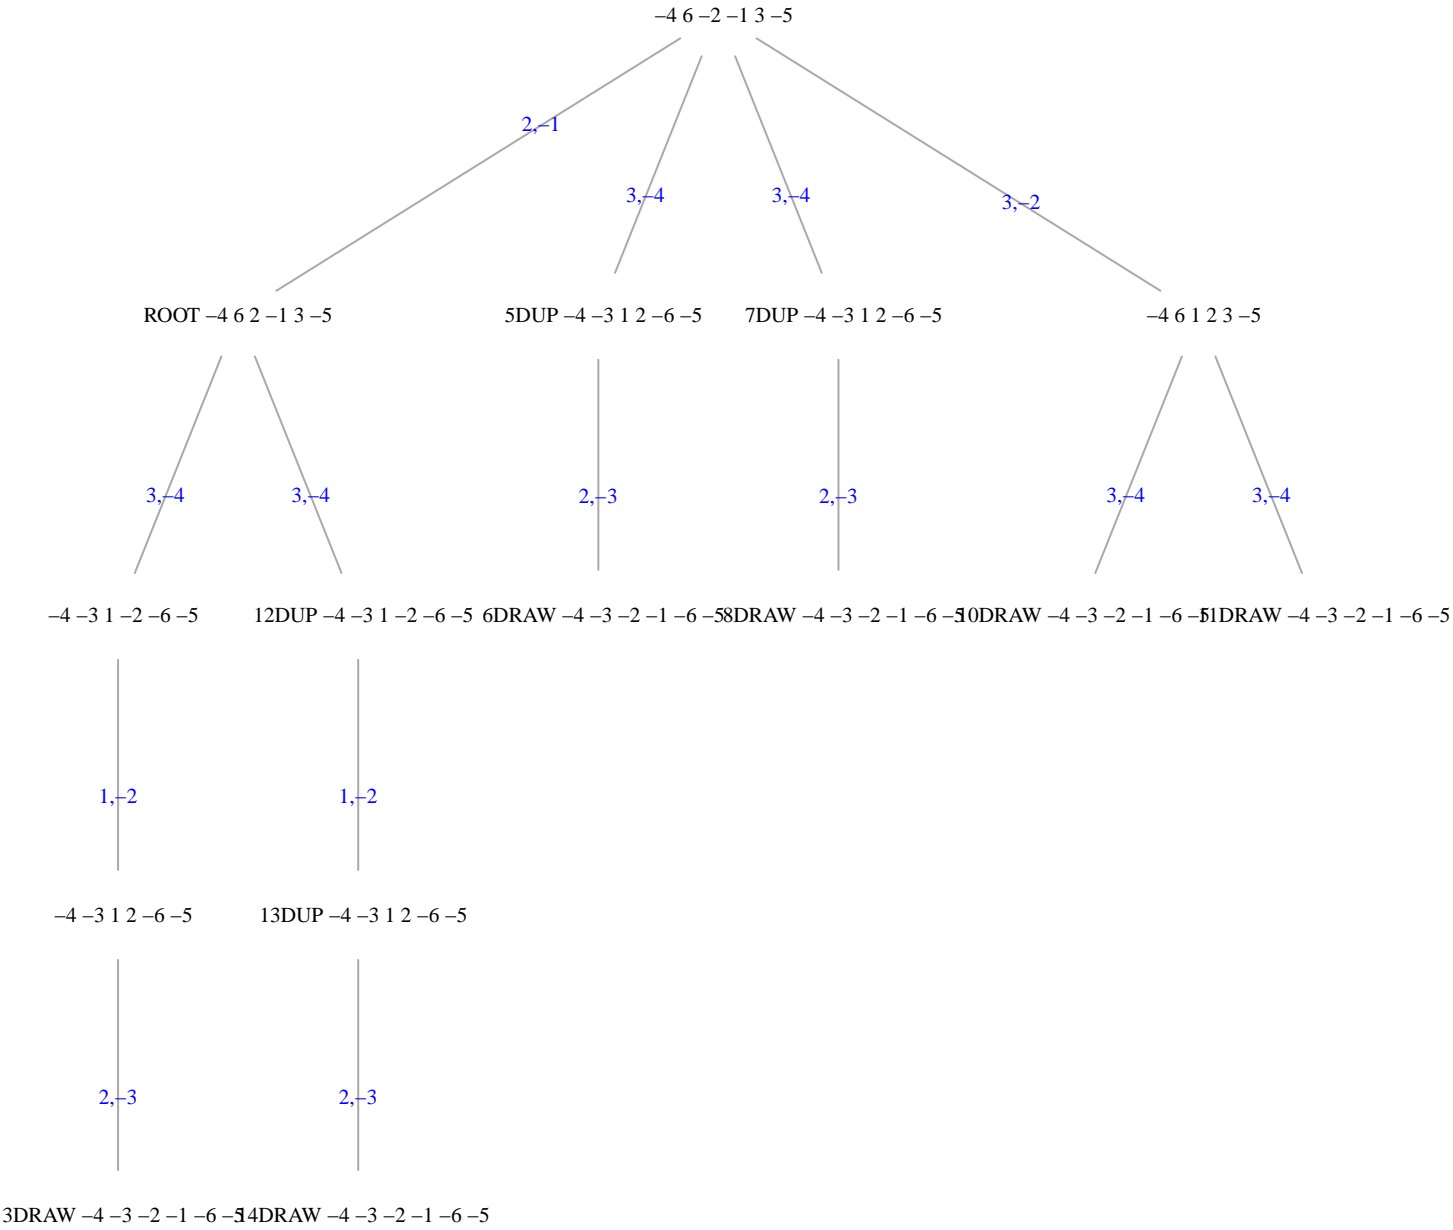 −4 6 −2 −1 3 −5
2,−1
3,−4
3,−4
3,−2
ROOT −4 6 2 −1 3 −5
5DUP −4 −3 1 2 −6 −5
7DUP −4 −3 1 2 −6 −5
−4 6 1 2 3 −5
3,−4
3,−4
2,−3
2,−3
3,−4
3,−4
−4 −3 1 −2 −6 −5
12DUP −4 −3 1 −2 −6 −5
6DRAW −4 −3 −2 −1 −6 −5
8DRAW −4 −3 −2 −1 −6 −5
10DRAW −4 −3 −2 −1 −6 −5
11DRAW −4 −3 −2 −1 −6 −5
1,−2
1,−2
−4 −3 1 2 −6 −5
13DUP −4 −3 1 2 −6 −5
2,−3
2,−3
3DRAW −4 −3 −2 −1 −6 −5
14DRAW −4 −3 −2 −1 −6 −5